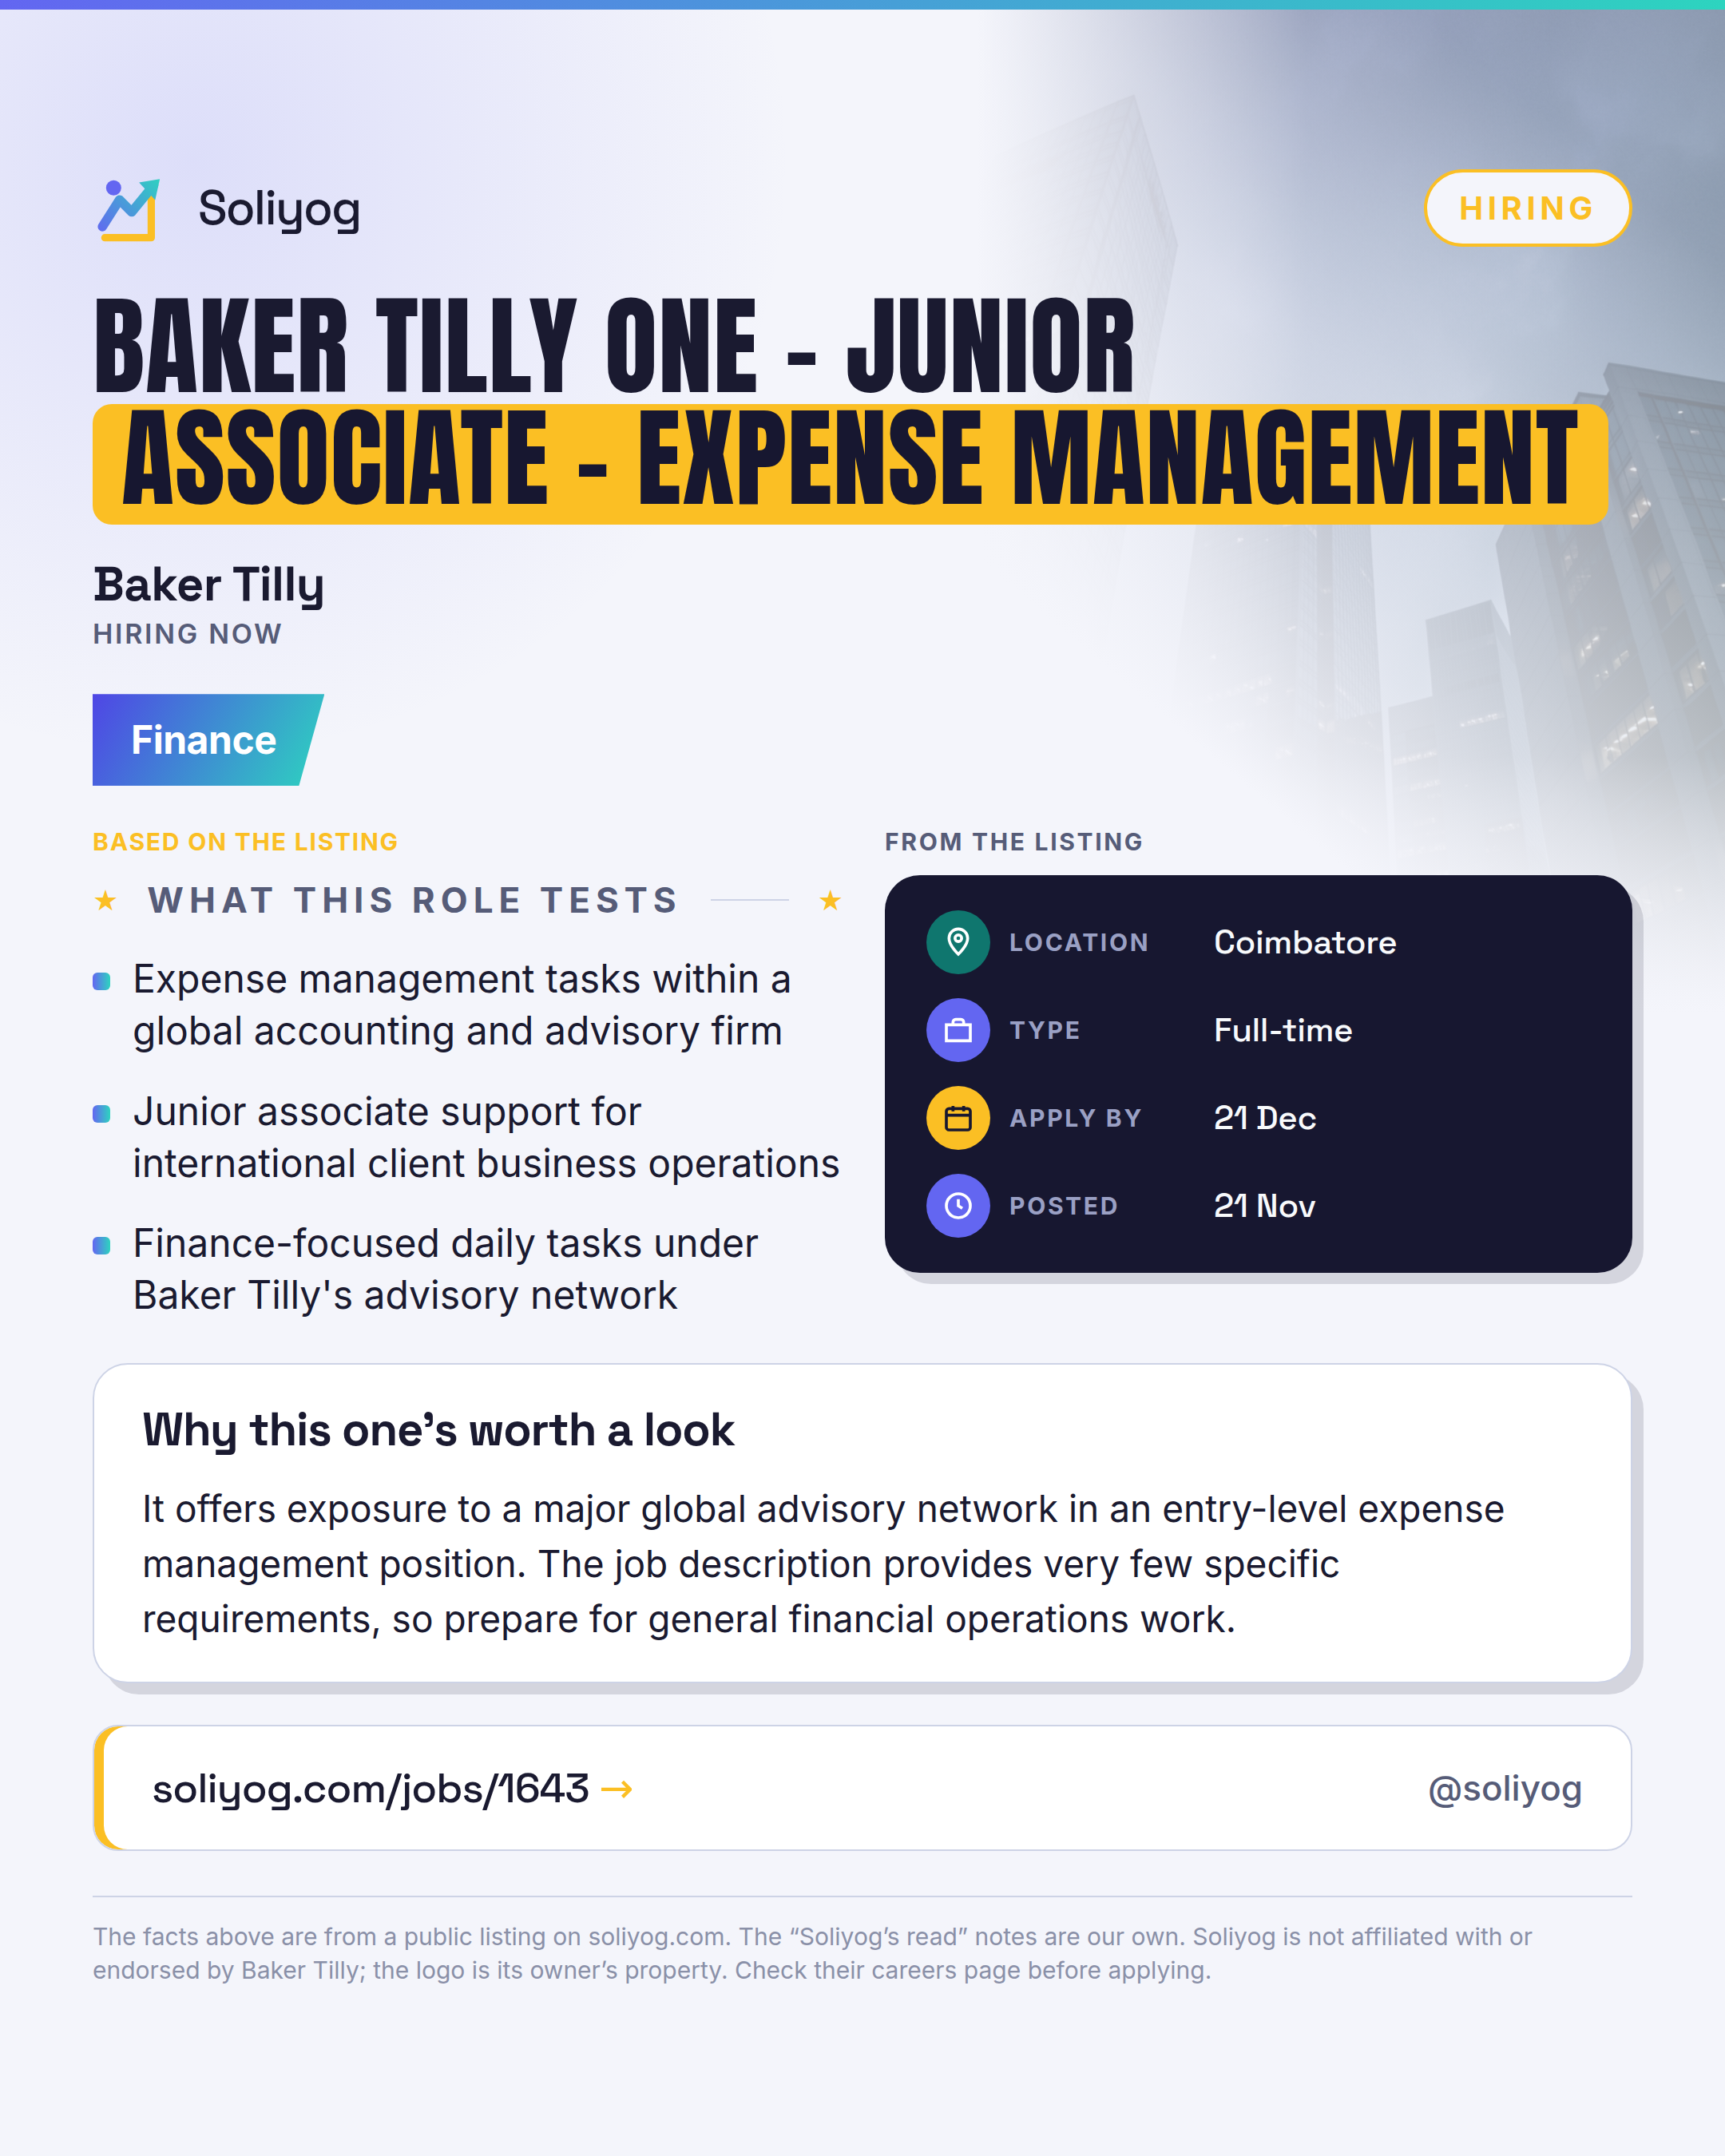 Soliyog
HIRING
BAKER TILLY ONE - JUNIOR
ASSOCIATE - EXPENSE MANAGEMENT
Baker Tilly
HIRING NOW
Finance
BASED ON THE LISTING
★ WHAT THIS ROLE TESTS ★
Expense management tasks within a
global accounting and advisory firm
Junior associate support for
international client business operations
Finance-focused daily tasks under
Baker Tilly's advisory network
FROM THE LISTING
LOCATION Coimbatore
TYPE Full-time
APPLY BY 21 Dec
POSTED 21 Nov
Why this one’s worth a look
It offers exposure to a major global advisory network in an entry-level expense
management position. The job description provides very few specific
requirements, so prepare for general financial operations work.
soliyog.com/jobs/1643 →
@soliyog
The facts above are from a public listing on soliyog.com. The “Soliyog’s read” notes are our own. Soliyog is not affiliated with or
endorsed by Baker Tilly; the logo is its owner’s property. Check their careers page before applying.